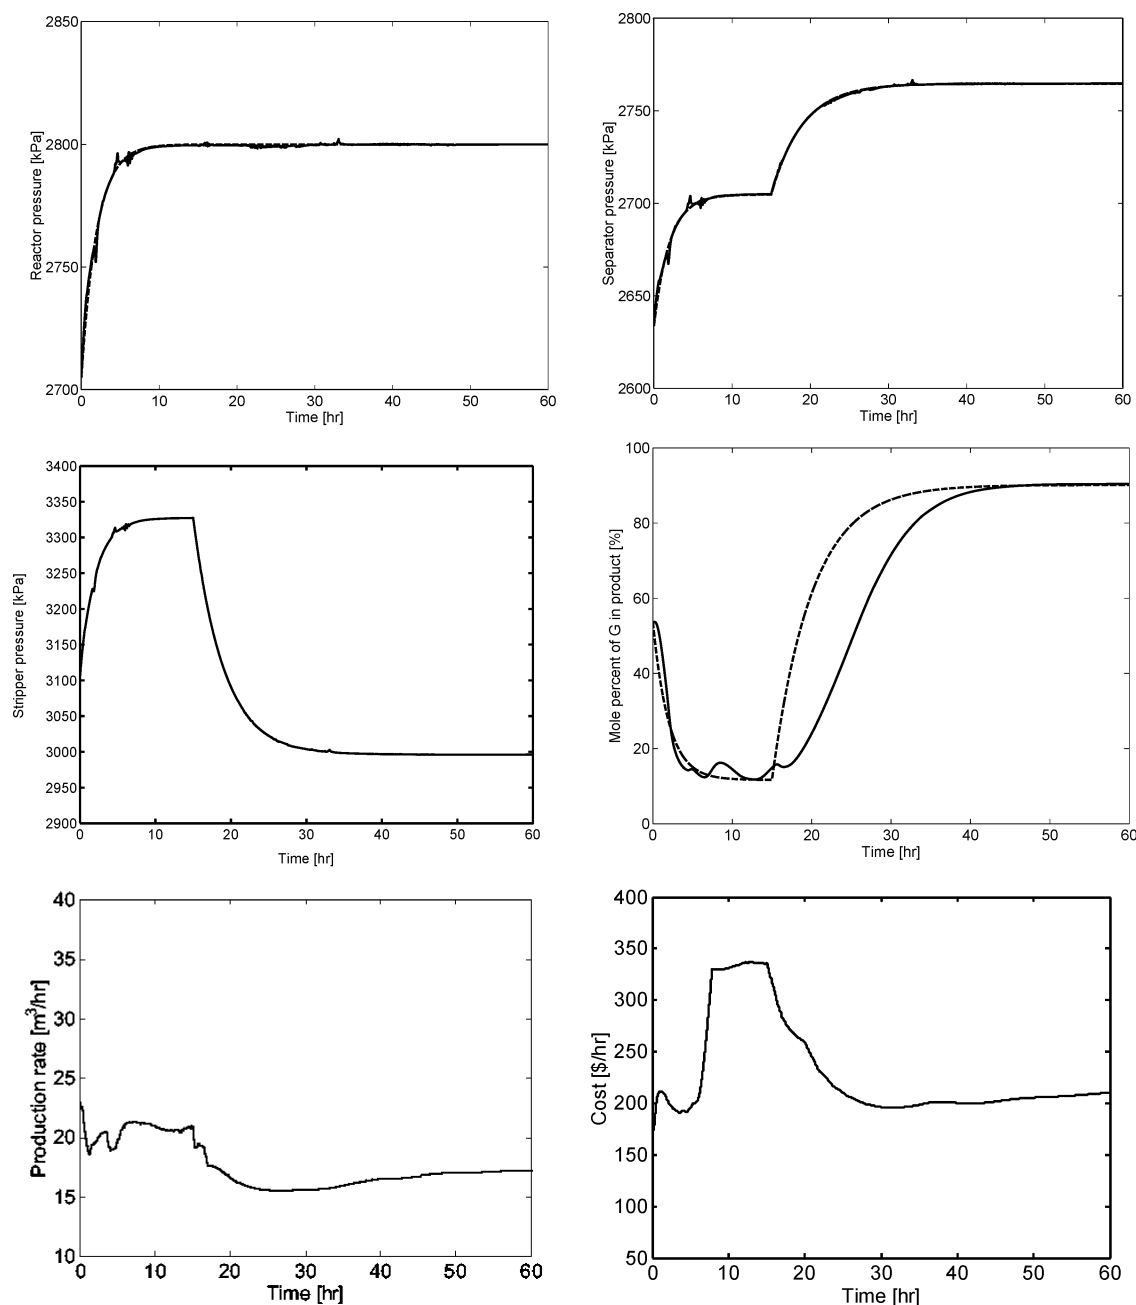 2850
2800
2750
2700
Reactor pressure [kPa]
0 10 20 30 40 50 60
Time [hr]
2800
2750
2700
2650
2600
Separator pressure [kPa]
0 10 20 30 40 50 60
Time [hr]
3400
3350
3300
3250
3200
3150
3100
3050
3000
2950
2900
Stripper pressure [kPa]
0 10 20 30 40 50 60
Time [hr]
100
80
60
40
20
0
Mole percent of G in product [%]
0 10 20 30 40 50 60
Time [hr]
40
35
30
25
20
15
10
Production rate [m³/hr]
0 10 20 30 40 50 60
Time [hr]
400
350
300
250
200
150
100
50
Cost [$/hr]
0 10 20 30 40 50 60
Time [hr]